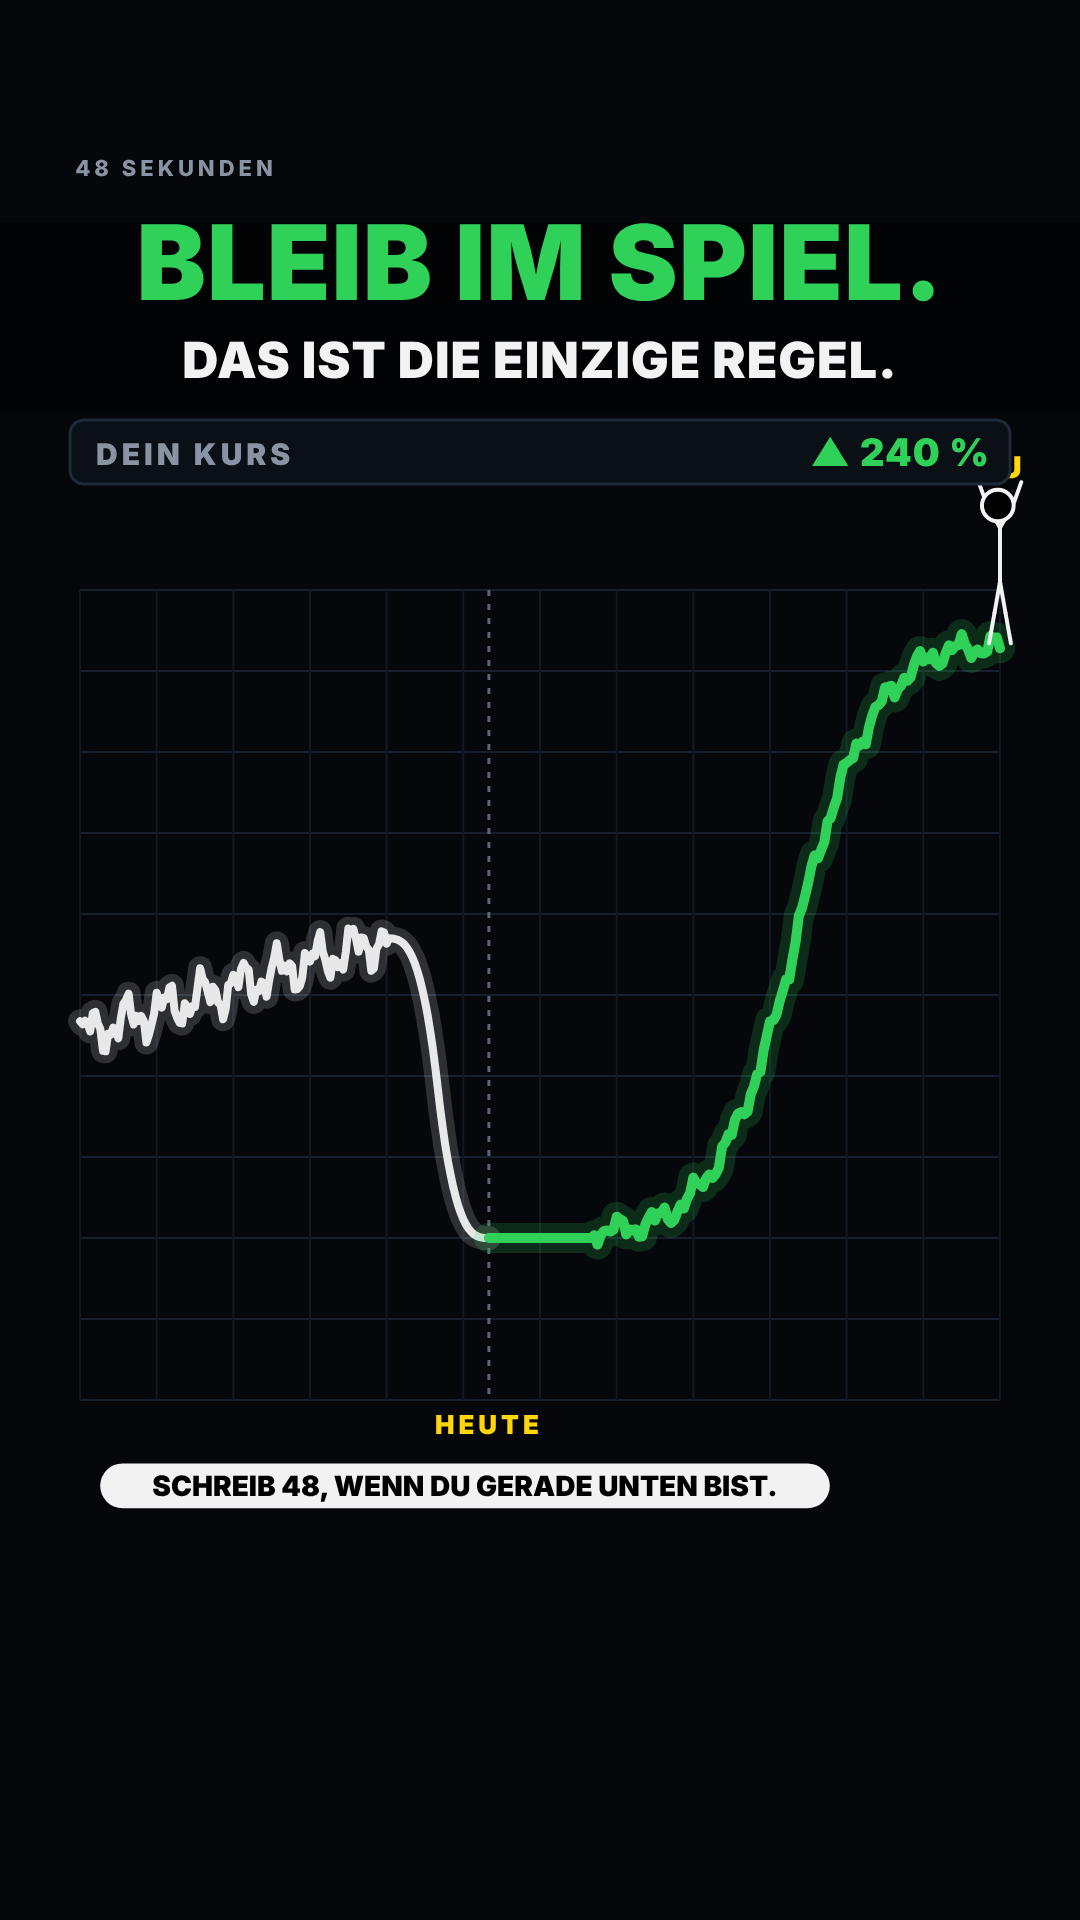 48 SEKUNDEN
BLEIB IM SPIEL.
DAS IST DIE EINZIGE REGEL.
DEIN KURS ▲ 240 %
HEUTE
SCHREIB 48, WENN DU GERADE UNTEN BIST.